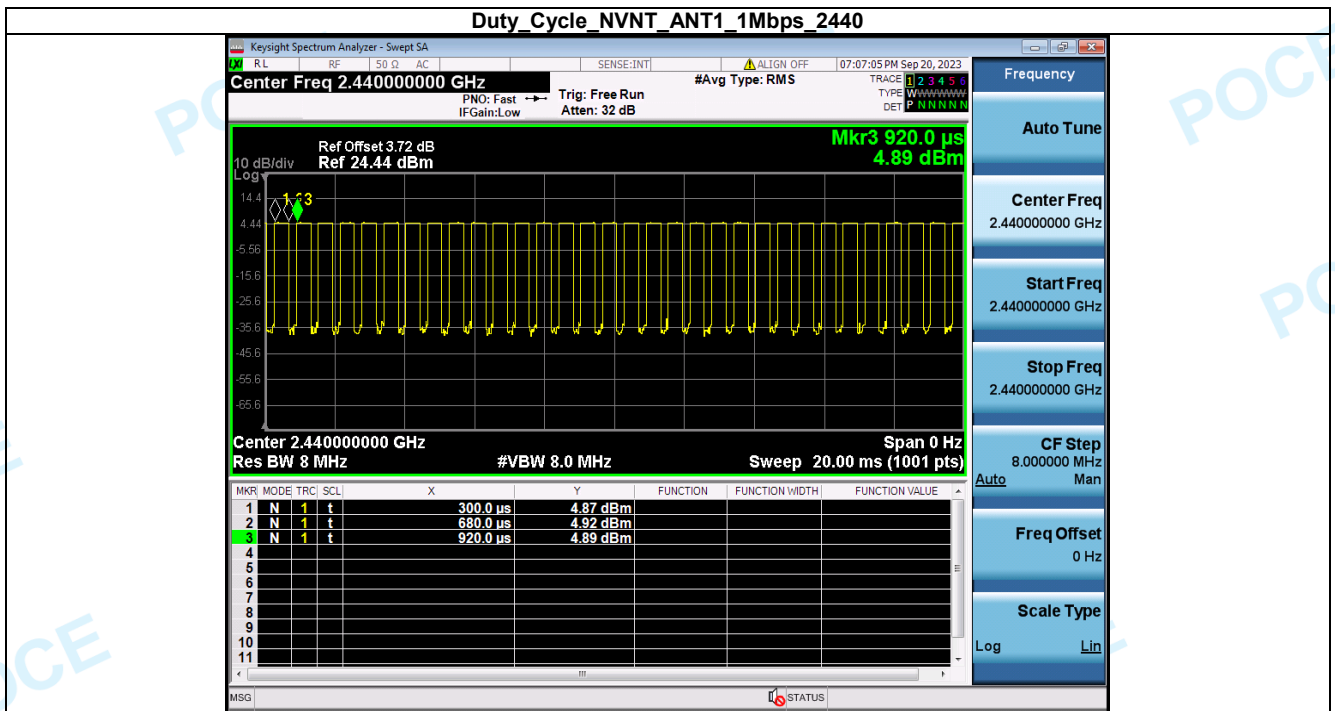 Duty_Cycle_NVNT_ANT1_1Mbps_2440
Keysight Spectrum Analyzer - Swept SA
LXI RL RF 50 Ω AC SENSE:INT ALIGN OFF 07:07:05 PM Sep 20, 2023
Center Freq 2.440000000 GHz #Avg Type: RMS TRACE 1 2 3 4 5 6
PNO: Fast Trig: Free Run TYPE WWWWWW
IFGain:Low Atten: 32 dB DET P N N N N N
Frequency
Auto Tune
Center Freq
2.440000000 GHz
Start Freq
2.440000000 GHz
Stop Freq
2.440000000 GHz
CF Step
8.000000 MHz
Auto Man
Freq Offset
0 Hz
Scale Type
Log Lin
Mkr3 920.0 µs
4.89 dBm
Ref Offset 3.72 dB
10 dB/div Ref 24.44 dBm
Log
14.4
4.44
-5.56
-15.6
-25.6
-35.6
-45.6
-55.6
-65.6
1 2 3
Center 2.440000000 GHz Span 0 Hz
Res BW 8 MHz #VBW 8.0 MHz Sweep 20.00 ms (1001 pts)
MKR MODE TRC SCL X Y FUNCTION FUNCTION WIDTH FUNCTION VALUE
1 N 1 t 300.0 µs 4.87 dBm
2 N 1 t 680.0 µs 4.92 dBm
3 N 1 t 920.0 µs 4.89 dBm
4
5
6
7
8
9
10
11
MSG STATUS
POCE
POCE